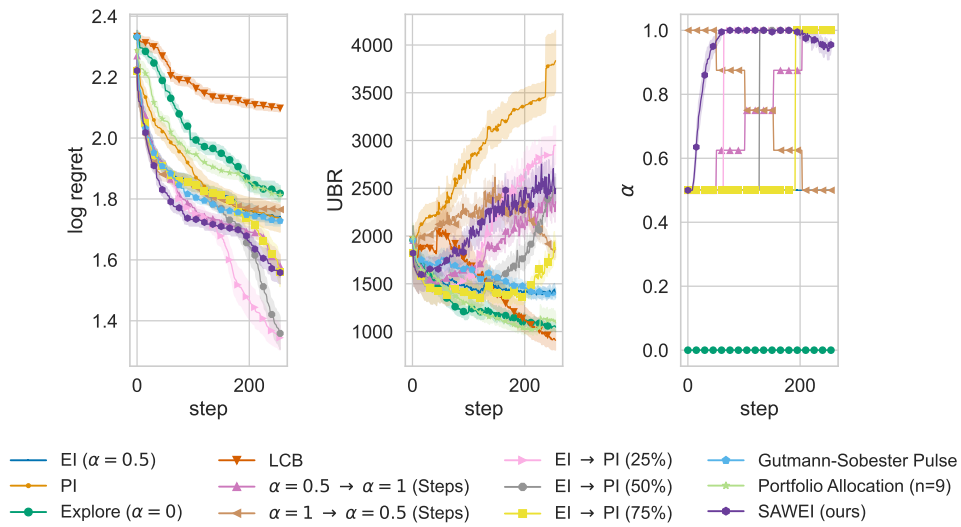 2.4
2.2
2.0
1.8
1.6
1.4
log regret
0
200
step
4000
3500
3000
2500
2000
1500
1000
UBR
0
200
step
1.0
0.8
0.6
0.4
0.2
0.0
α
0
200
step
EI (α = 0.5)
PI
Explore (α = 0)
LCB
α = 0.5 → α = 1 (Steps)
α = 1 → α = 0.5 (Steps)
EI → PI (25%)
EI → PI (50%)
EI → PI (75%)
Gutmann-Sobester Pulse
Portfolio Allocation (n=9)
SAWEI (ours)